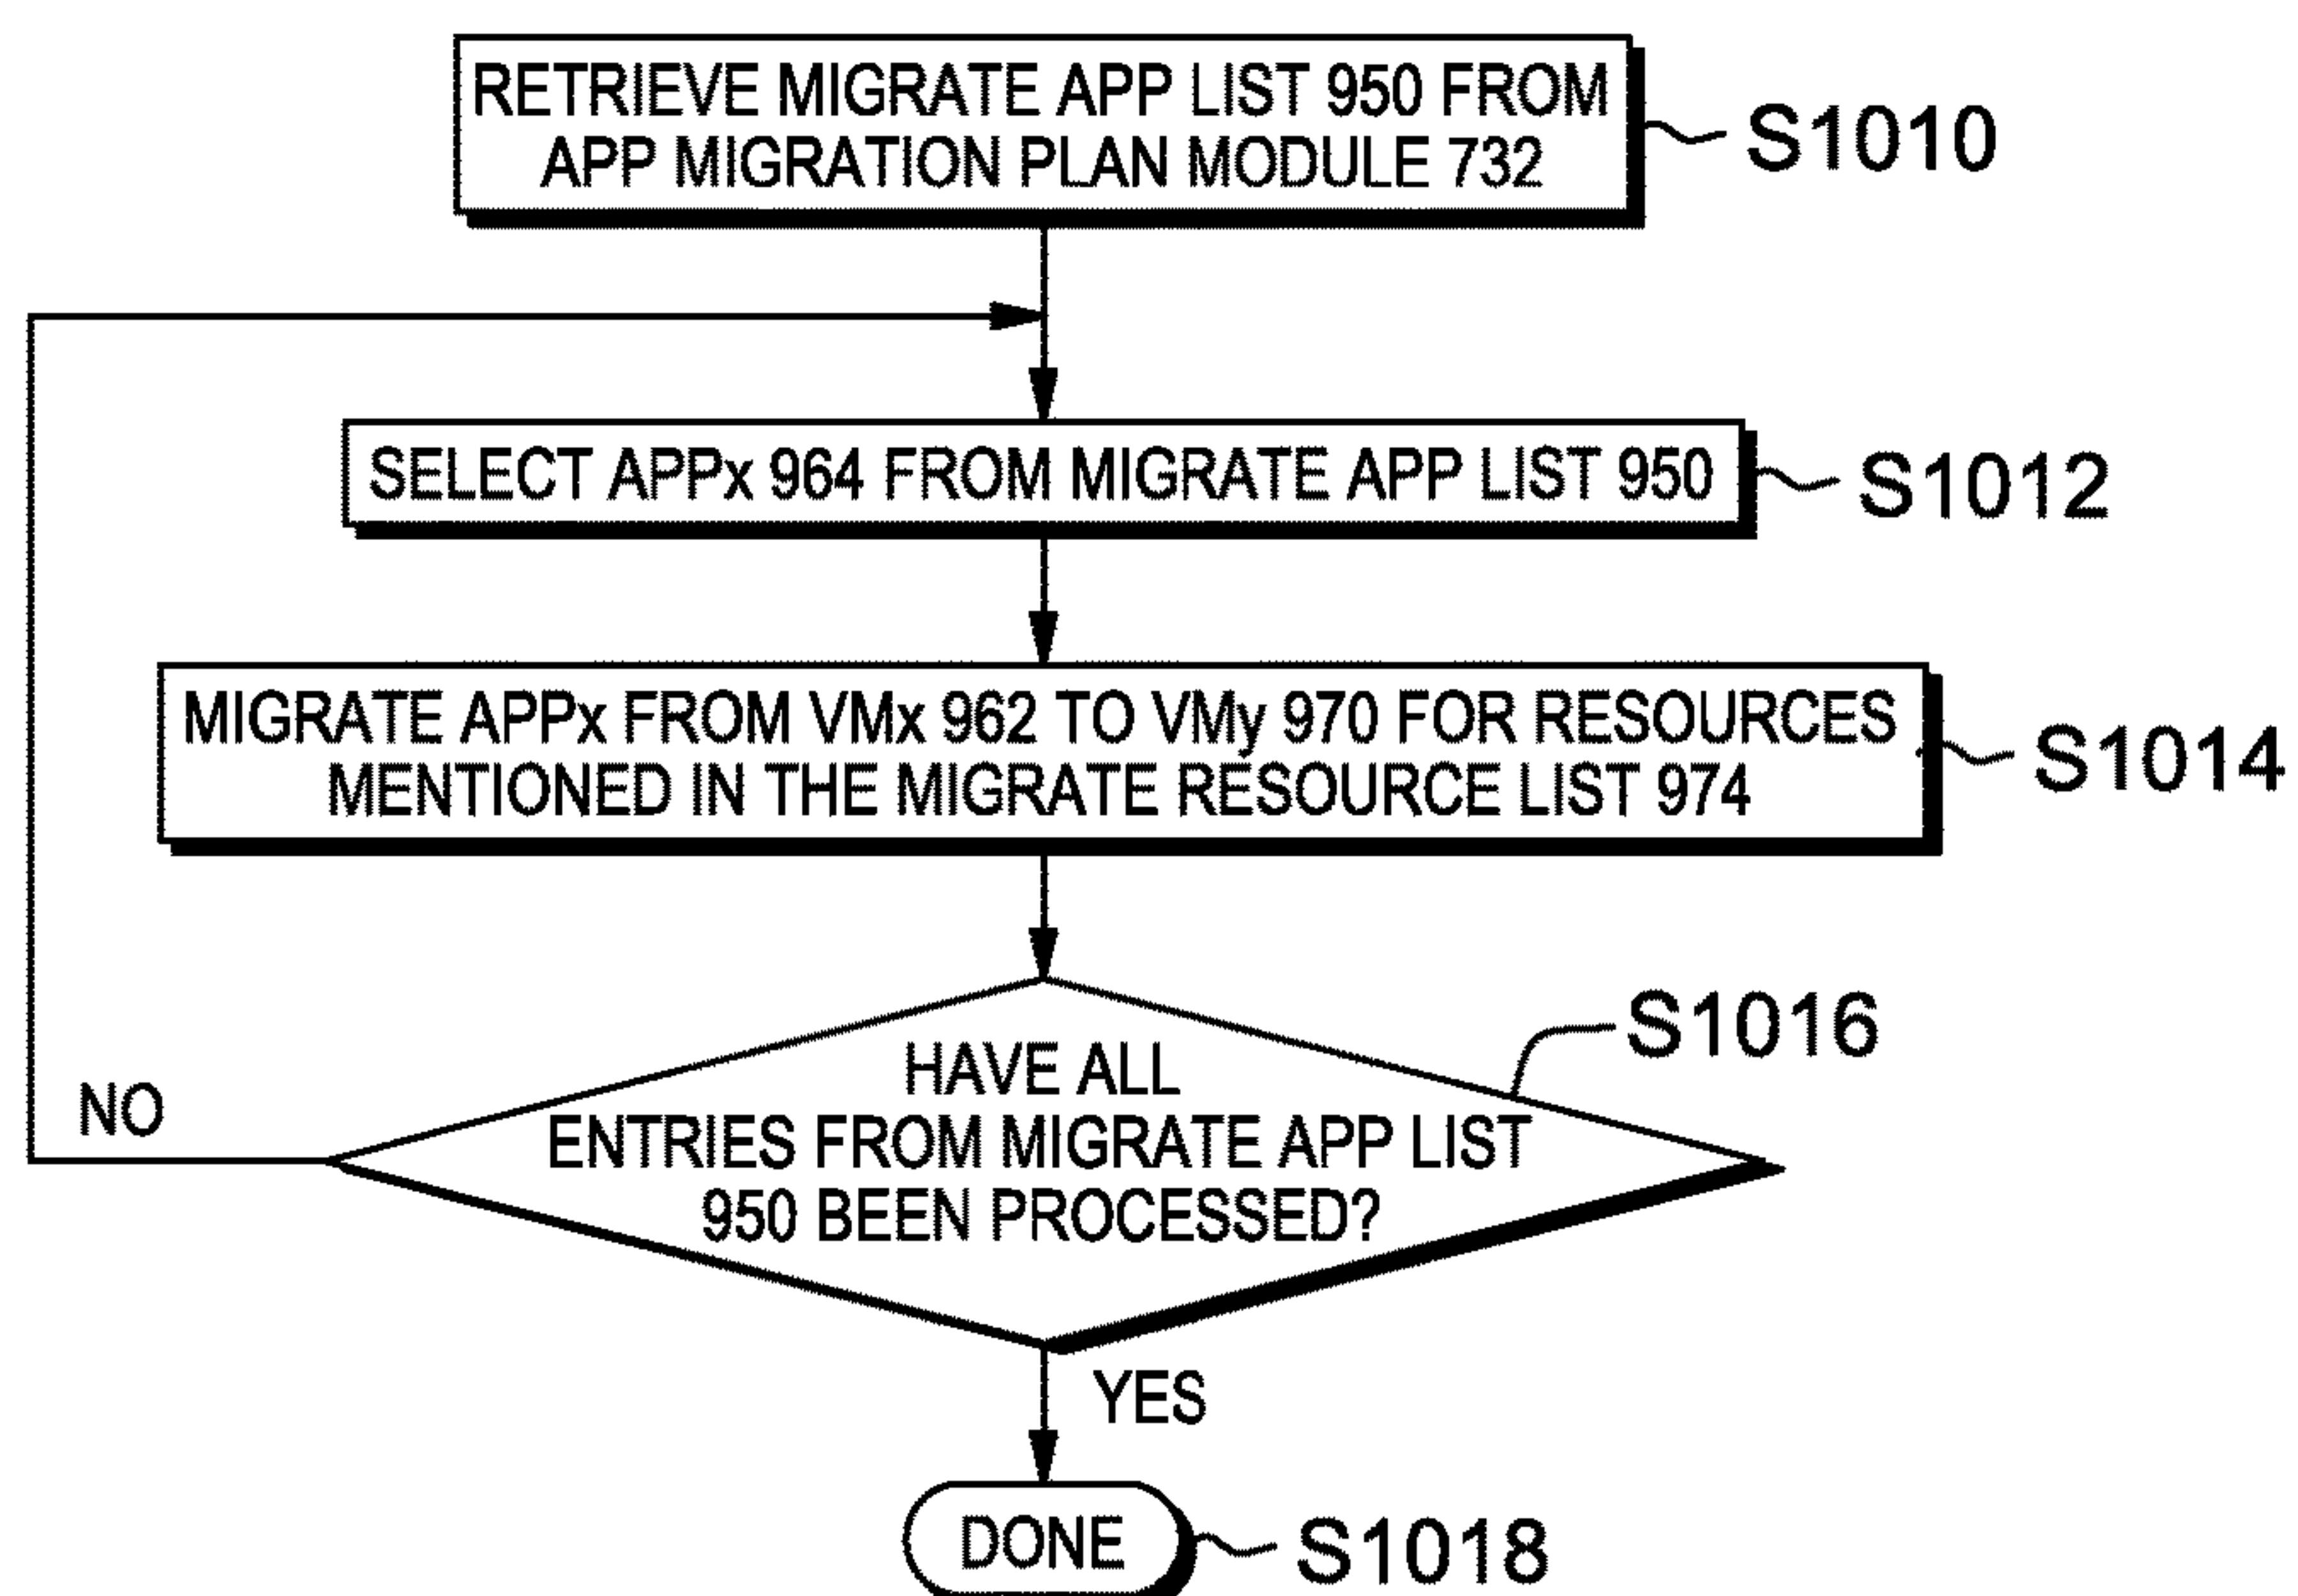 RETRIEVE MIGRATE APP LIST 950 FROM
APP MIGRATION PLAN MODULE 732
S1010
SELECT APPx 964 FROM MIGRATE APP LIST 950
S1012
MIGRATE APPx FROM VMx 962 TO VMy 970 FOR RESOURCES
MENTIONED IN THE MIGRATE RESOURCE LIST 974
S1014
S1016
HAVE ALL
ENTRIES FROM MIGRATE APP LIST
950 BEEN PROCESSED?
NO
YES
DONE
S1018